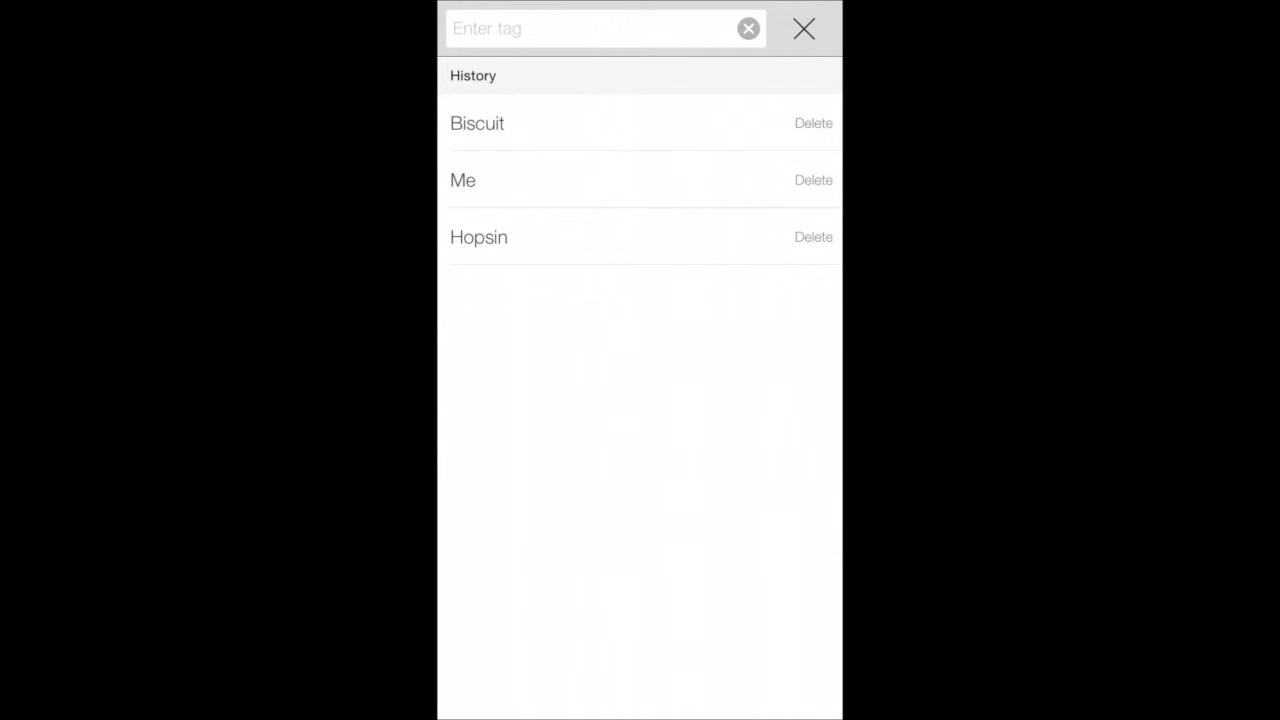 Enter tag
History
Biscuit Delete
Me Delete
Hopsin Delete